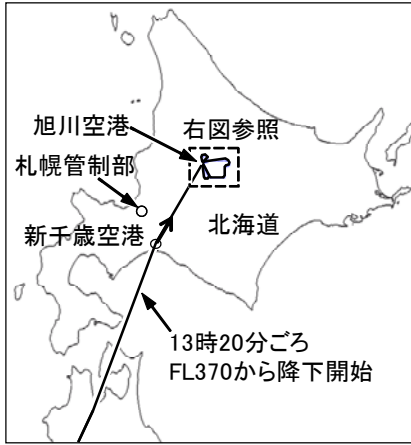 旭川空港
右図参照
札幌管制部
新千歳空港
北海道
13時20分ごろ
FL370から降下開始